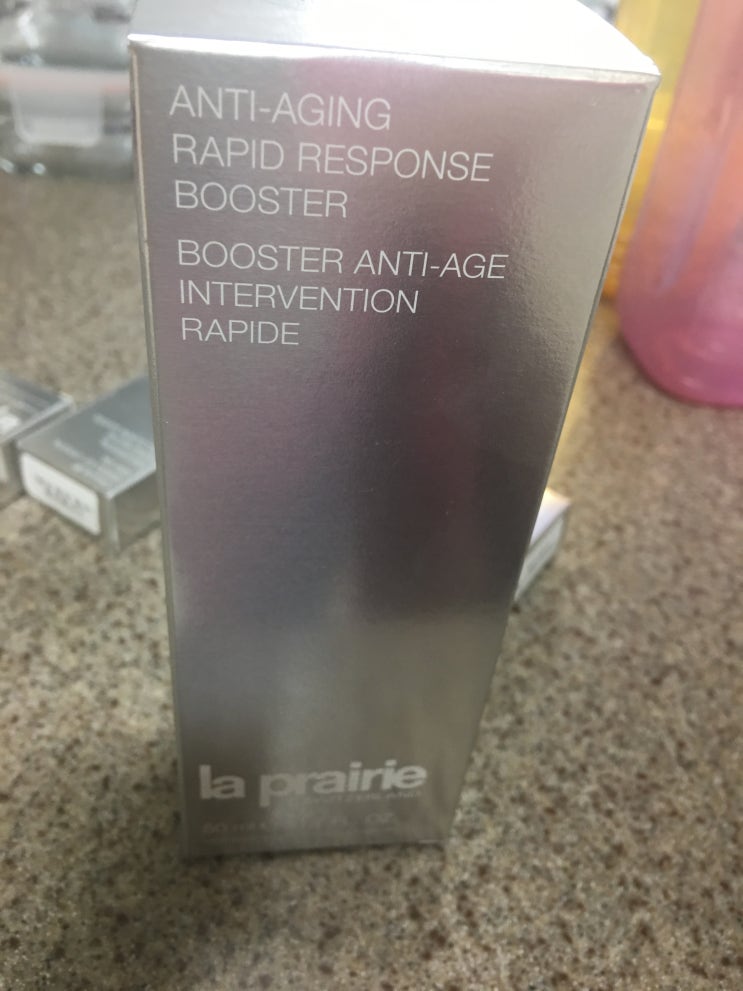 ANTI-AGING
RAPID RESPONSE
BOOSTER
BOOSTER ANTI-AGE
INTERVENTION
RAPIDE
la prairie